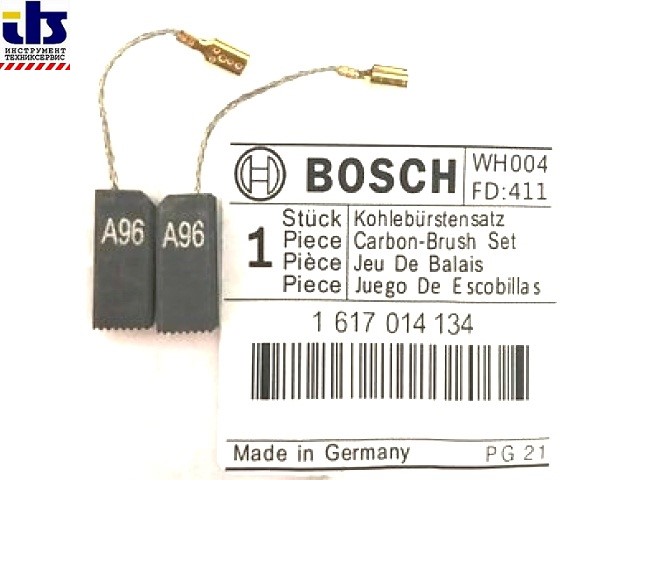 its
ИНСТРУМЕНТ
ТЕХНИКСЕРВИС
A96 A96
BOSCH
WH004
FD:411
1
Stück Kohlebürstensatz
Piece Carbon-Brush Set
Pièce Jeu De Balais
Piece Juego De Escobillas
1 617 014 134
Made in Germany PG 21